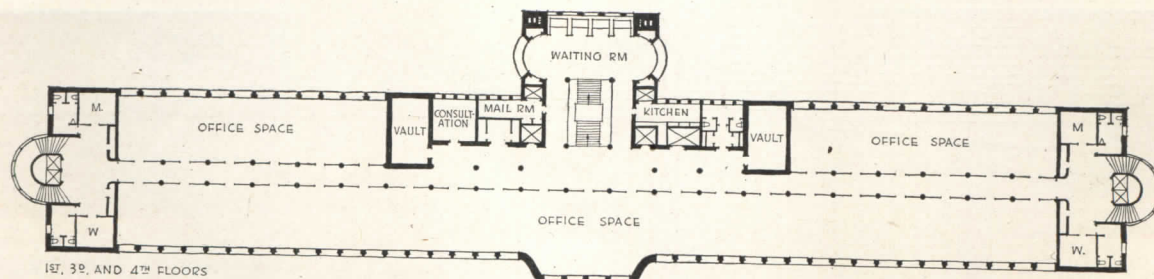 WAITING RM
M.
CONSULT-
ATION
MAIL RM
KITCHEN
OFFICE SPACE
VAULT
VAULT
OFFICE SPACE
M
W
OFFICE SPACE
W.
1ST, 3D, AND 4TH FLOORS